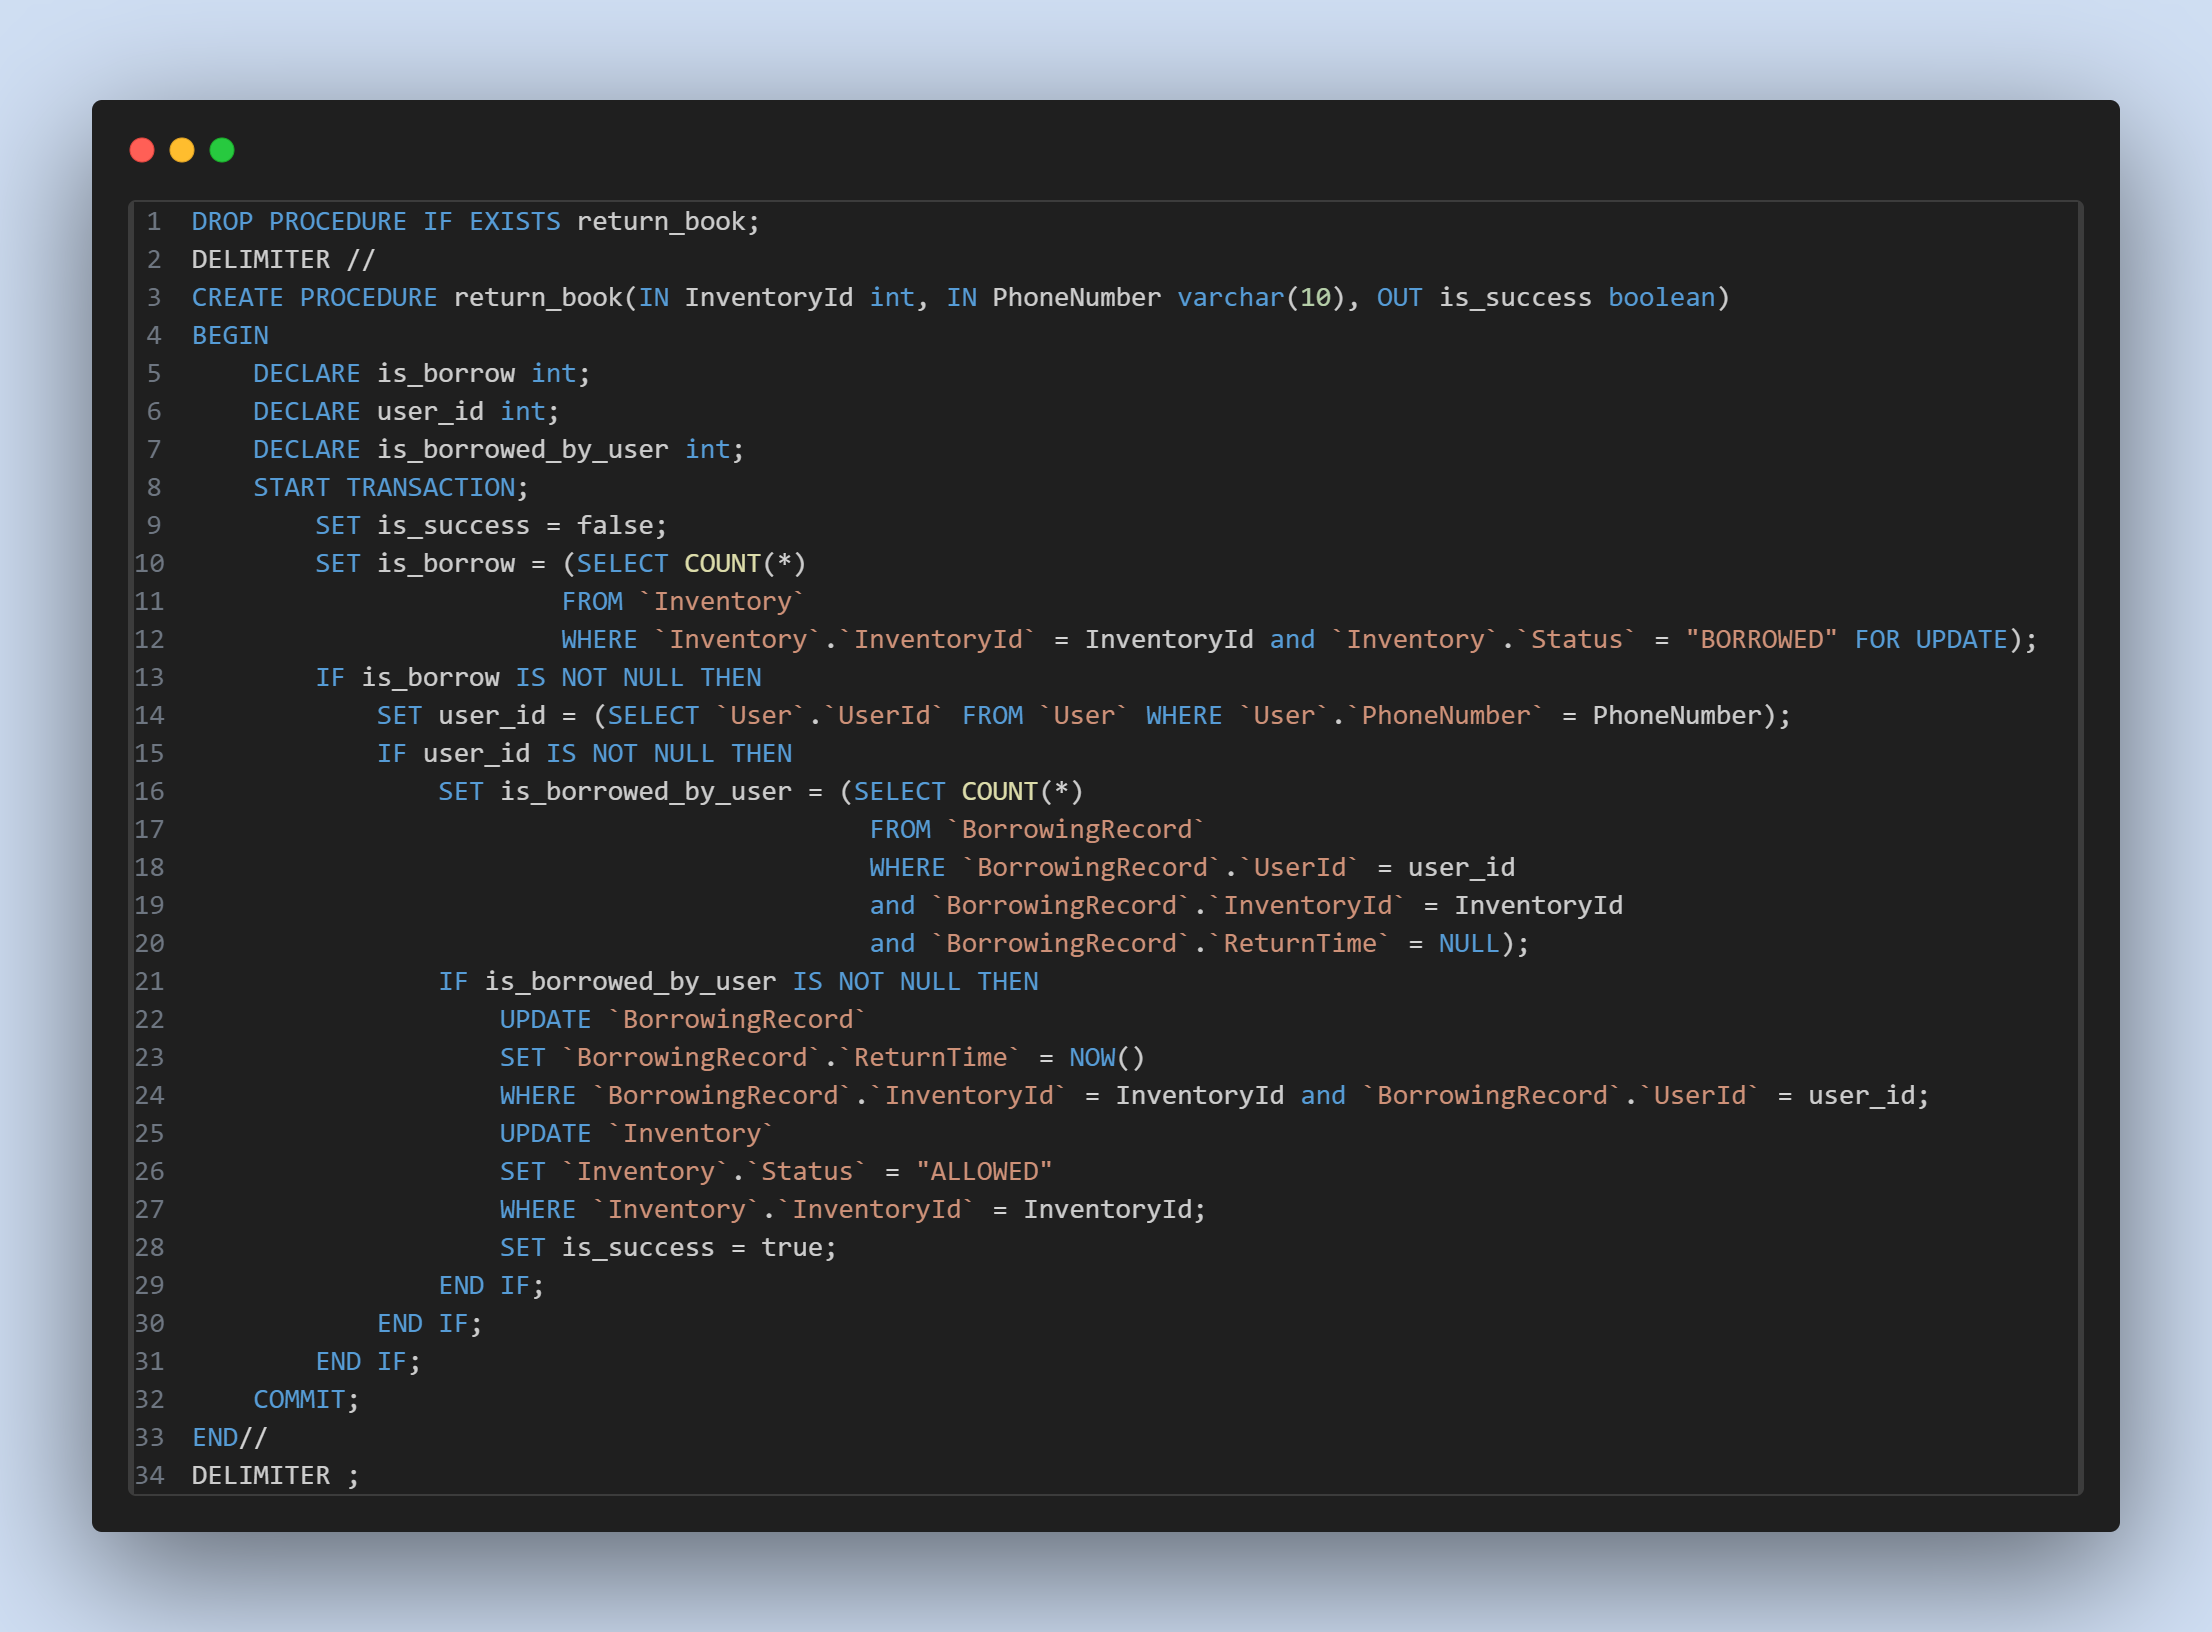 1 DROP PROCEDURE IF EXISTS return_book;
2 DELIMITER //
3 CREATE PROCEDURE return_book(IN InventoryId int, IN PhoneNumber varchar(10), OUT is_success boolean)
4 BEGIN
5     DECLARE is_borrow int;
6     DECLARE user_id int;
7     DECLARE is_borrowed_by_user int;
8     START TRANSACTION;
9         SET is_success = false;
10         SET is_borrow = (SELECT COUNT(*)
11                         FROM `Inventory`
12                         WHERE `Inventory`.`InventoryId` = InventoryId and `Inventory`.`Status` = "BORROWED" FOR UPDATE);
13         IF is_borrow IS NOT NULL THEN
14             SET user_id = (SELECT `User`.`UserId` FROM `User` WHERE `User`.`PhoneNumber` = PhoneNumber);
15             IF user_id IS NOT NULL THEN
16                 SET is_borrowed_by_user = (SELECT COUNT(*)
17                                             FROM `BorrowingRecord`
18                                             WHERE `BorrowingRecord`.`UserId` = user_id
19                                             and `BorrowingRecord`.`InventoryId` = InventoryId
20                                             and `BorrowingRecord`.`ReturnTime` = NULL);
21                 IF is_borrowed_by_user IS NOT NULL THEN
22                     UPDATE `BorrowingRecord`
23                     SET `BorrowingRecord`.`ReturnTime` = NOW()
24                     WHERE `BorrowingRecord`.`InventoryId` = InventoryId and `BorrowingRecord`.`UserId` = user_id;
25                     UPDATE `Inventory`
26                     SET `Inventory`.`Status` = "ALLOWED"
27                     WHERE `Inventory`.`InventoryId` = InventoryId;
28                     SET is_success = true;
29                 END IF;
30             END IF;
31         END IF;
32     COMMIT;
33 END//
34 DELIMITER ;